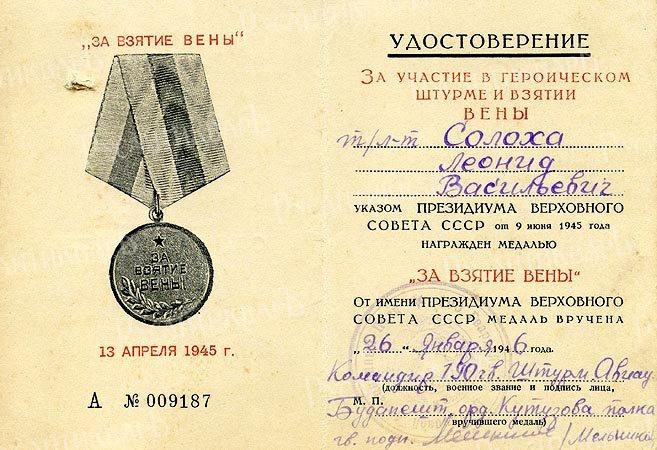 „ЗА ВЗЯТИЕ ВЕНЫ“
ЗА
ВЗЯТИЕ
ВЕНЫ
13 АПРЕЛЯ 1945 г.
А № 009187
УДОСТОВЕРЕНИЕ
ЗА УЧАСТИЕ В ГЕРОИЧЕСКОМ
ШТУРМЕ И ВЗЯТИИ
ВЕНЫ
т/л-т Солоха
Леонид
Васильевич
УКАЗОМ ПРЕЗИДИУМА ВЕРХОВНОГО
СОВЕТА СССР от 9 июня 1945 года
НАГРАЖДЕН МЕДАЛЬЮ
„ЗА ВЗЯТИЕ ВЕНЫ“
ОТ ИМЕНИ ПРЕЗИДИУМА ВЕРХОВНОГО
СОВЕТА СССР МЕДАЛЬ ВРУЧЕНА
„26“ Января 1946 года.
Командир 190 гв. Штурм Авиац
(должность, военное звание и подпись лица,
М. П.
Будапешт. орд. Кутузова полка
вручившего медаль)
гв. подп. /Мельников